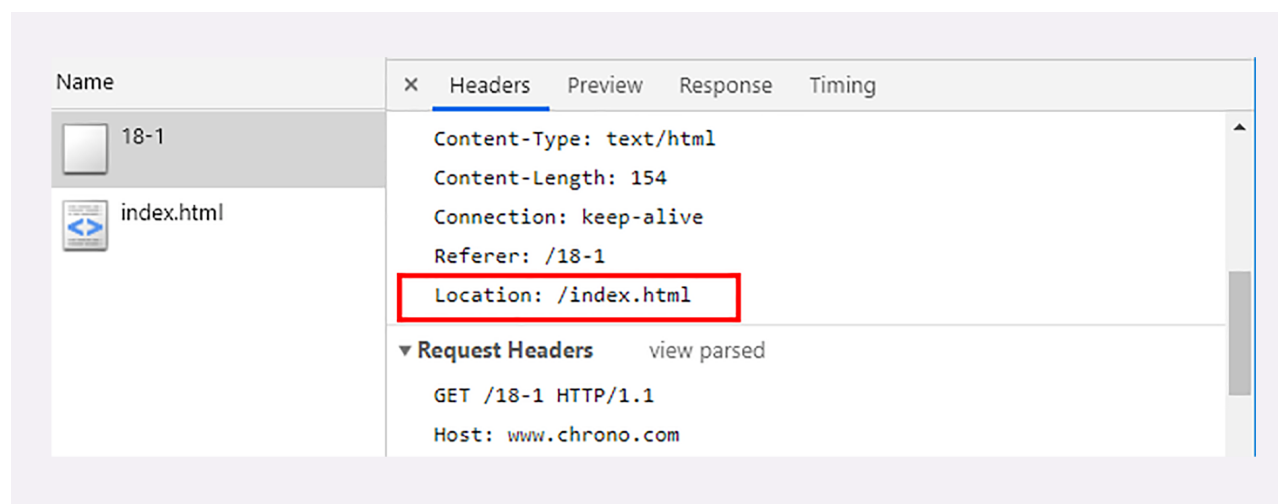 Name
18-1
index.html
× Headers Preview Response Timing
Content-Type: text/html
Content-Length: 154
Connection: keep-alive
Referer: /18-1
Location: /index.html
▼ Request Headers view parsed
GET /18-1 HTTP/1.1
Host: www.chrono.com